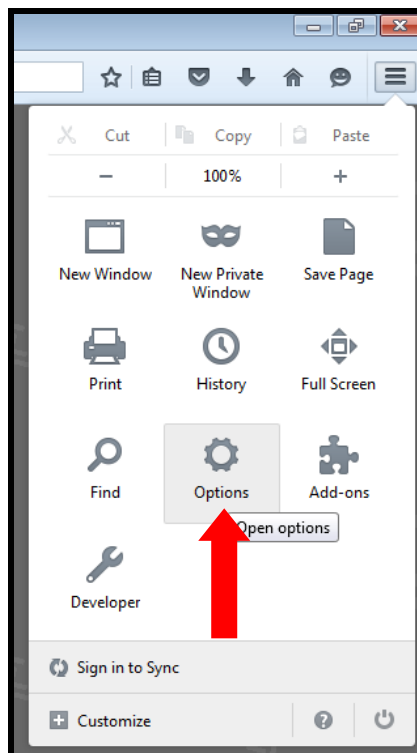 Cut Copy Paste
100%
New Window New Private Window Save Page
Print History Full Screen
Find Options Add-ons
Open options
Developer
Sign in to Sync
Customize